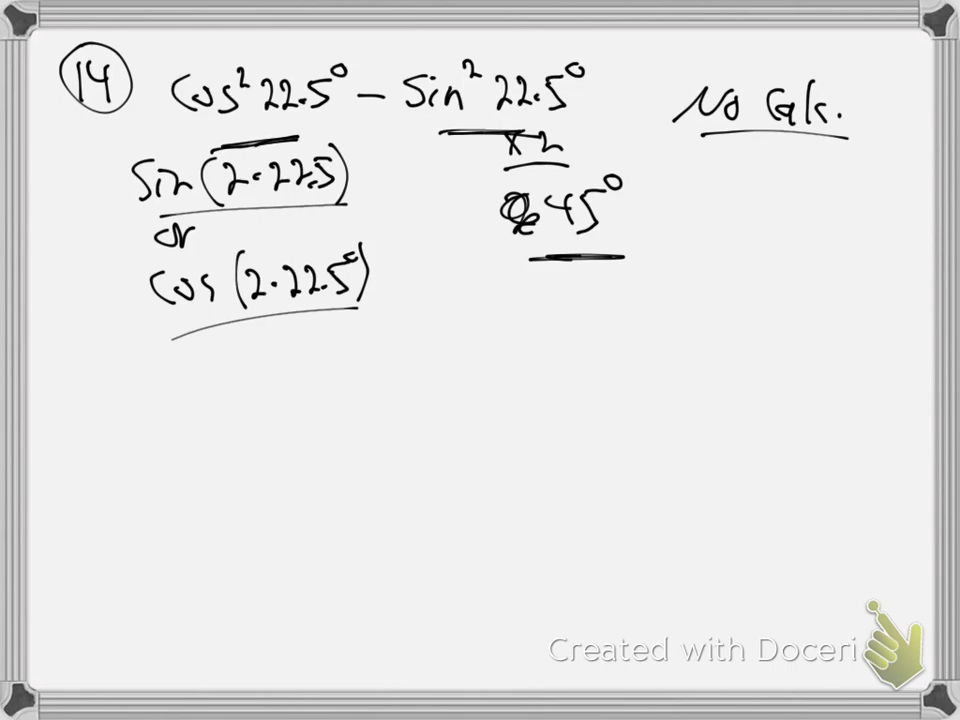 14 cos² 22.5° – sin² 22.5°
No Calc.
x 2
sin (2·22.5)
45°
or
cos (2·22.5°)
Created with Doceri